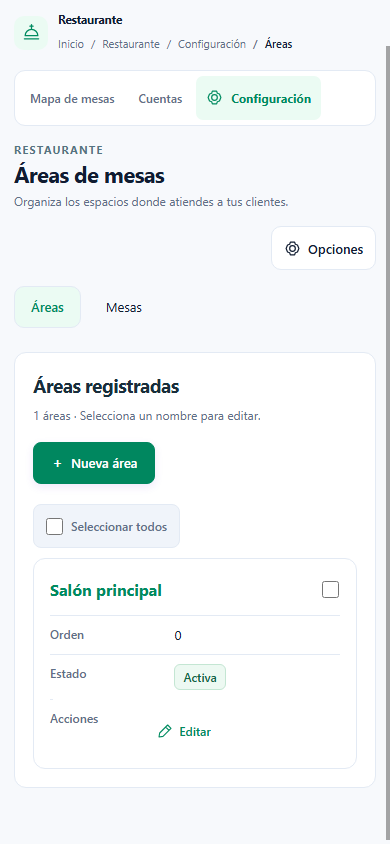 Restaurante
Inicio / Restaurante / Configuración / Áreas
Mapa de mesas Cuentas Configuración
RESTAURANTE
Áreas de mesas
Organiza los espacios donde atiendes a tus clientes.
Opciones
Áreas Mesas
Áreas registradas
1 áreas · Selecciona un nombre para editar.
+ Nueva área
Seleccionar todos
Salón principal
Orden 0
Estado Activa
Acciones
Editar